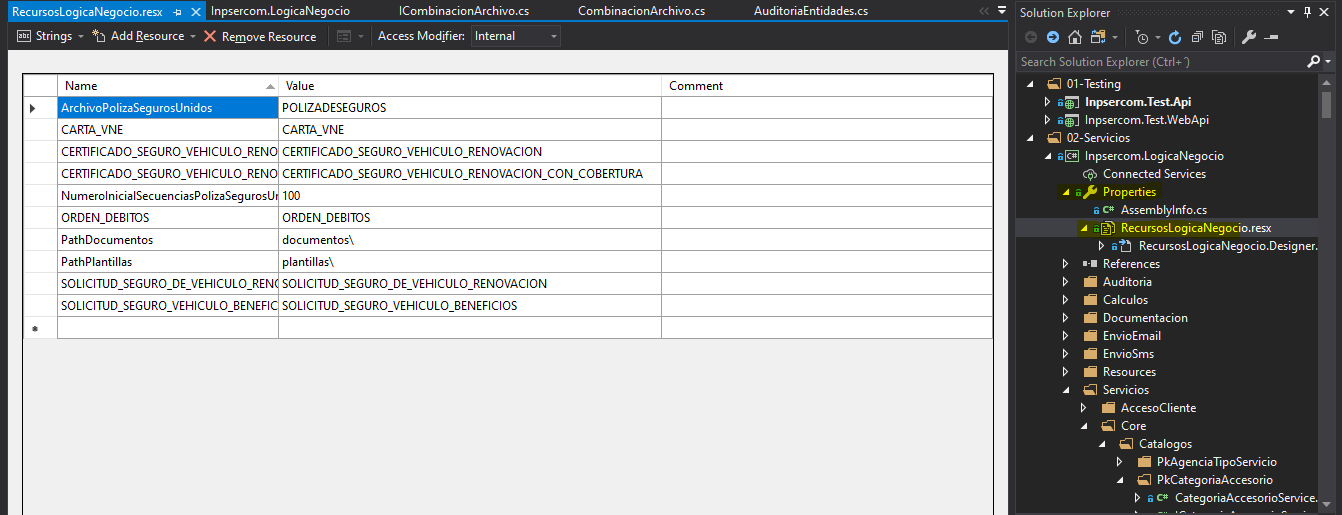 RecursosLogicaNegocio.resx
Inpsercom.LogicaNegocio
ICombinacionArchivo.cs
CombinacionArchivo.cs
AuditoriaEntidades.cs
Strings
Add Resource
Remove Resource
Access Modifier:
Internal
Name
Value
Comment
ArchivoPolizaSegurosUnidos
POLIZADESEGUROS
CARTA_VNE
CARTA_VNE
CERTIFICADO_SEGURO_VEHICULO_RENO
CERTIFICADO_SEGURO_VEHICULO_RENOVACION
CERTIFICADO_SEGURO_VEHICULO_RENO
CERTIFICADO_SEGURO_VEHICULO_RENOVACION_CON_COBERTURA
NumeroInicialSecuenciasPolizaSegurosUn
100
ORDEN_DEBITOS
ORDEN_DEBITOS
PathDocumentos
documentos\
PathPlantillas
plantillas\
SOLICITUD_SEGURO_DE_VEHICULO_RENO
SOLICITUD_SEGURO_DE_VEHICULO_RENOVACION
SOLICITUD_SEGURO_VEHICULO_BENEFIC
SOLICITUD_SEGURO_VEHICULO_BENEFICIOS
Solution Explorer
Search Solution Explorer (Ctrl+´)
01-Testing
Inpsercom.Test.Api
Inpsercom.Test.WebApi
02-Servicios
C# Inpsercom.LogicaNegocio
Connected Services
Properties
C# AssemblyInfo.cs
RecursosLogicaNegocio.resx
RecursosLogicaNegocio.Designer.
References
Auditoria
Calculos
Documentacion
EnvioEmail
EnvioSms
Resources
Servicios
AccesoCliente
Core
Catalogos
PkAgenciaTipoServicio
PkCategoriaAccesorio
C# CategoriaAccesorioService.